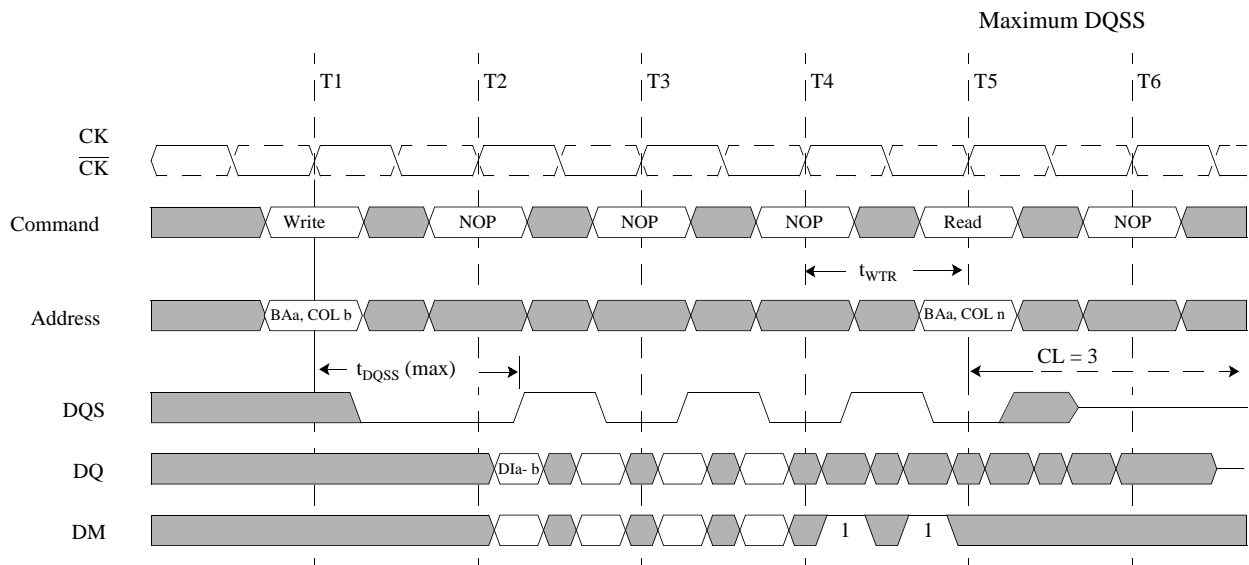 Maximum DQSS
T1 T2 T3 T4 T5 T6
CK
CK
Command Write NOP NOP NOP Read NOP
tWTR
Address BAa, COL b BAa, COL n
tDQSS (max) CL = 3
DQS
DQ DIa- b
DM 1 1